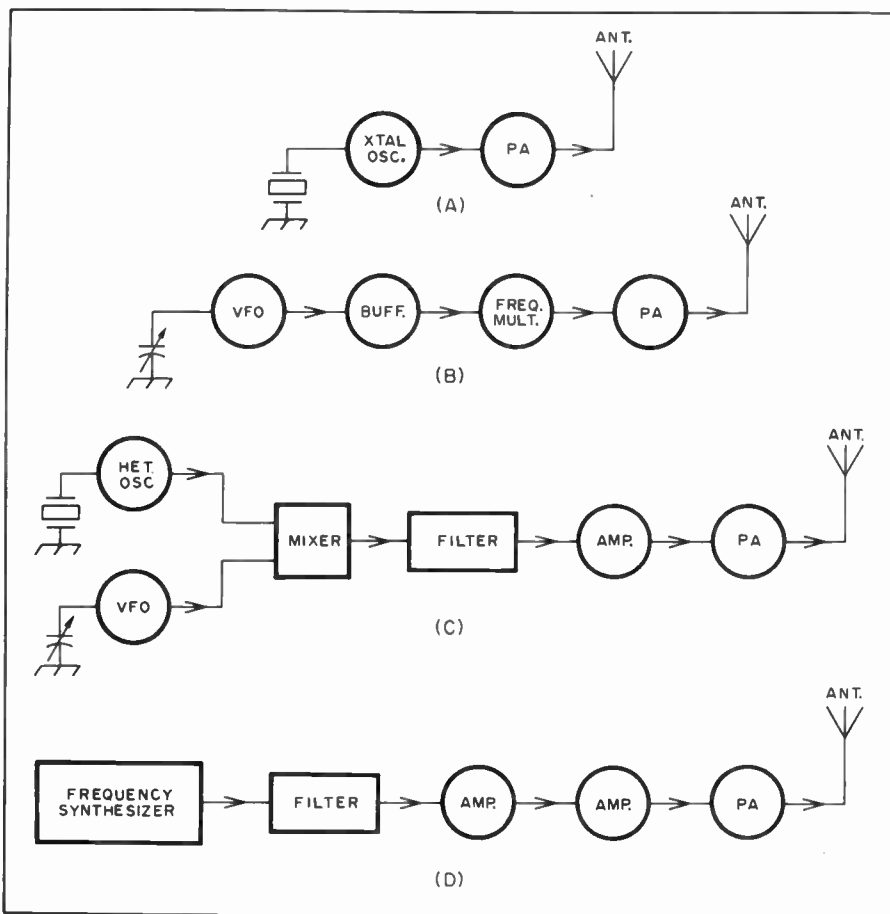 ANT.
XTAL
OSC.
PA
(A)
ANT.
VFO
BUFF.
FREQ.
MULT.
PA
(B)
ANT.
HET.
OSC
MIXER
FILTER
AMP.
PA
VFO
(C)
ANT.
FREQUENCY
SYNTHESIZER
FILTER
AMP.
AMP.
PA
(D)